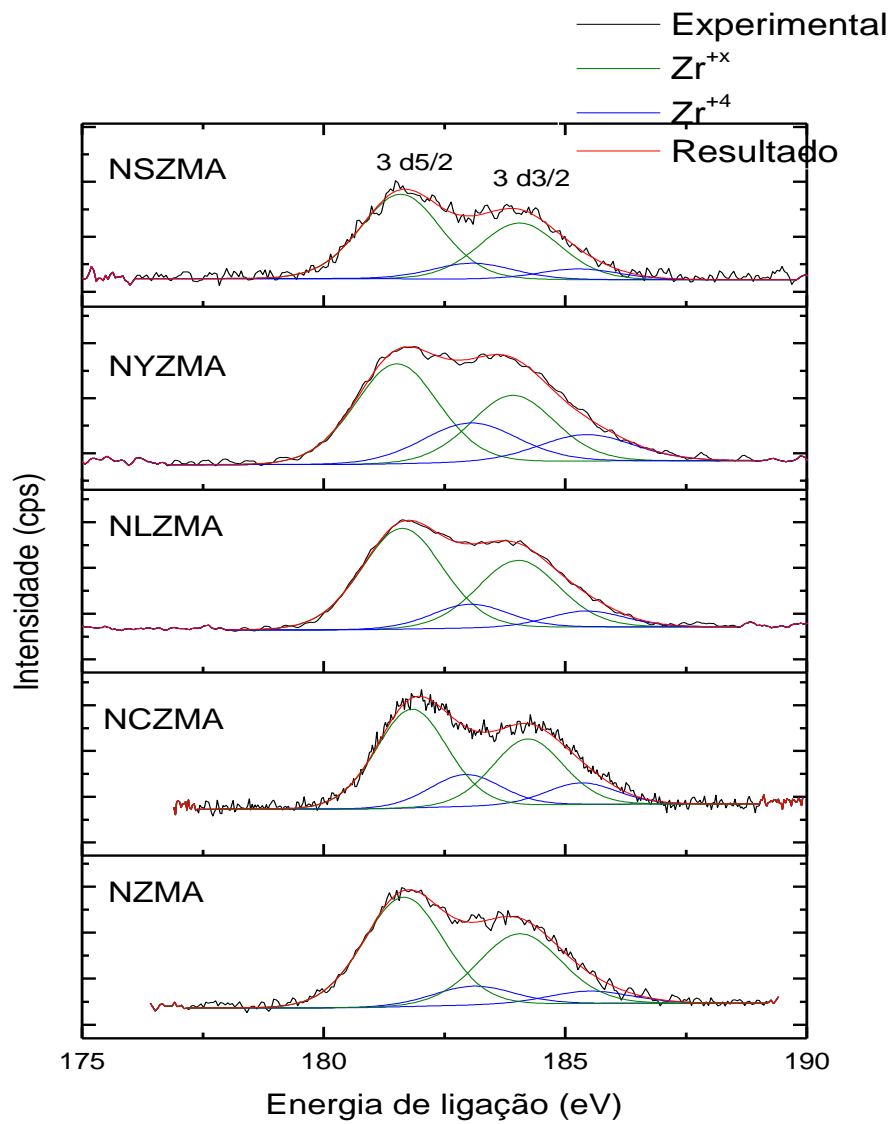 Experimental
Zr+x
Zr+4
Resultado
NSZMA
3 d5/2
3 d3/2
NYZMA
NLZMA
NCZMA
NZMA
Intensidade (cps)
175 180 185 190
Energia de ligação (eV)